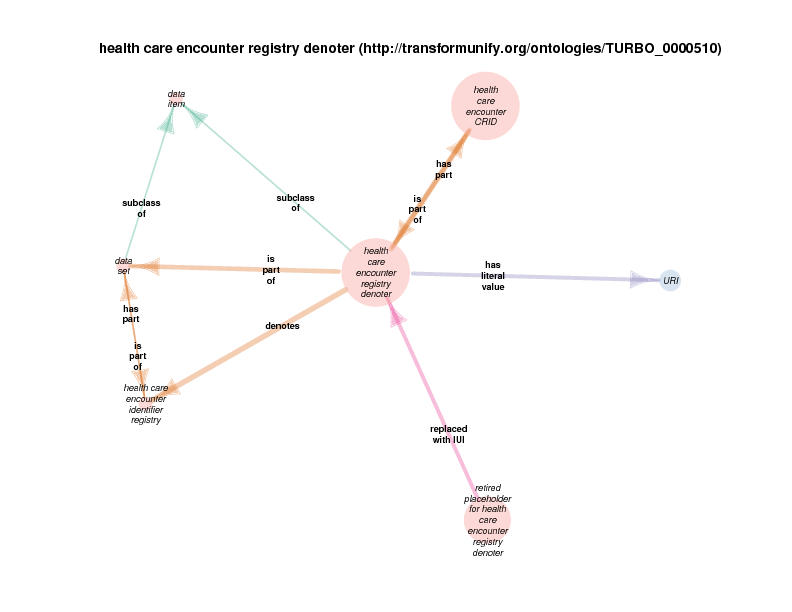 health care encounter registry denoter (http://transformunify.org/ontologies/TURBO_0000510)
data
item
health
care
encounter
CRID
has
part
subclass
of
subclass
of
is
part
of
data
set
is
part
of
health
care
encounter
registry
denoter
has
literal
value
URI
has
part
denotes
is
part
of
health care
encounter
identifier
registry
replaced
with IUI
retired
placeholder
for health
care
encounter
registry
denoter